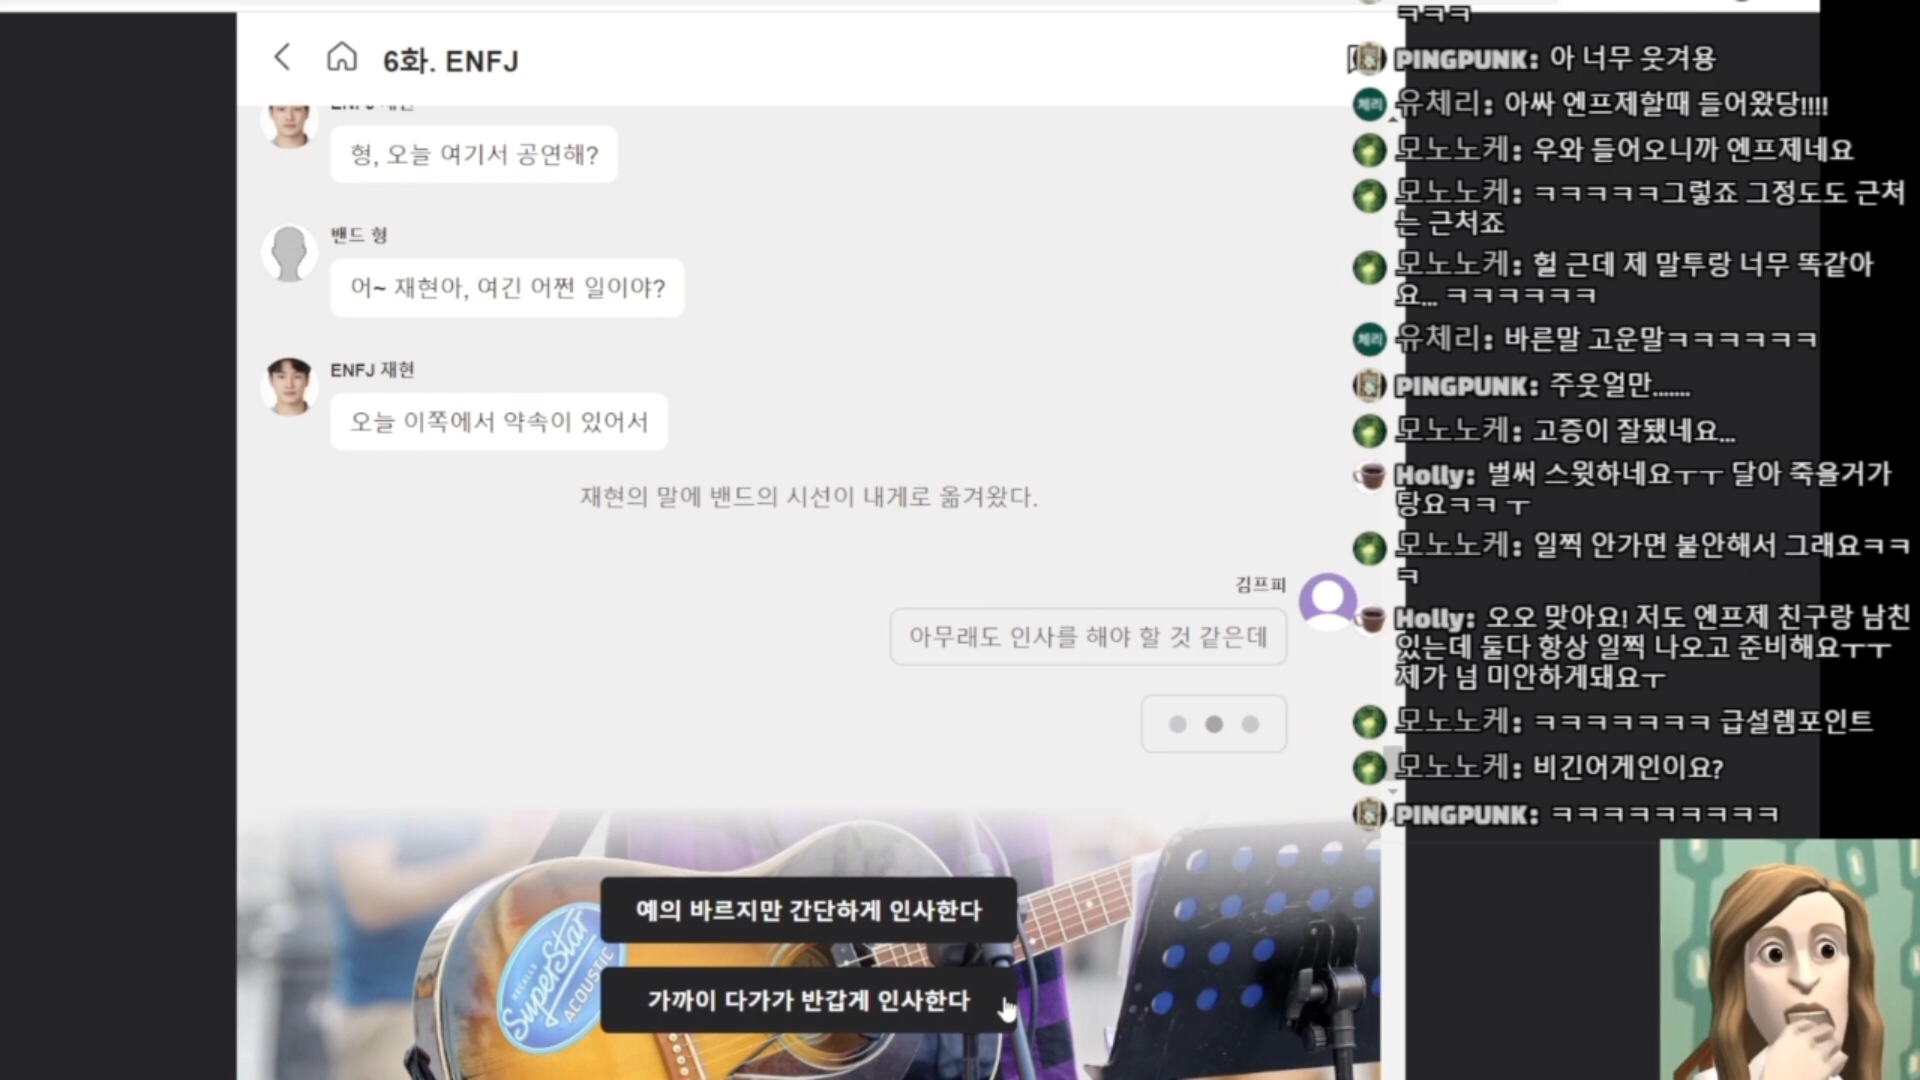 6화. ENFJ
ENFJ 재현
형, 오늘 여기서 공연해?
밴드 형
어~ 재현아, 여긴 어쩐 일이야?
ENFJ 재현
오늘 이쪽에서 약속이 있어서
재현의 말에 밴드의 시선이 내게로 옮겨왔다.
김프피
아무래도 인사를 해야 할 것 같은데
예의 바르지만 간단하게 인사한다
가까이 다가가 반갑게 인사한다
SuperStar
ACOUSTIC
ㅋㅋㅋ
PINGPUNK: 아 너무 웃겨용
체리
유체리: 아싸 엔프제할때 들어왔당!!!!
모노노케: 우와 들어오니까 엔프제네요
모노노케: ㅋㅋㅋㅋㅋ그렇죠 그정도도 근처
는 근처죠
모노노케: 헐 근데 제 말투랑 너무 똑같아
요... ㅋㅋㅋㅋㅋㅋ
체리
유체리: 바른말 고운말ㅋㅋㅋㅋㅋㅋ
PINGPUNK: 주웃얼만.......
모노노케: 고증이 잘됐네요...
Holly: 벌써 스윗하네요ㅜㅜ 달아 죽을거가
탕요ㅋㅋ ㅜ
모노노케: 일찍 안가면 불안해서 그래요ㅋㅋ
ㅋ
Holly: 오오 맞아요! 저도 엔프제 친구랑 남친
있는데 둘다 항상 일찍 나오고 준비해요ㅜㅜ
제가 넘 미안하게돼요ㅜ
모노노케: ㅋㅋㅋㅋㅋㅋㅋ 급설렘포인트
모노노케: 비긴어게인이요?
PINGPUNK: ㅋㅋㅋㅋㅋㅋㅋㅋㅋ